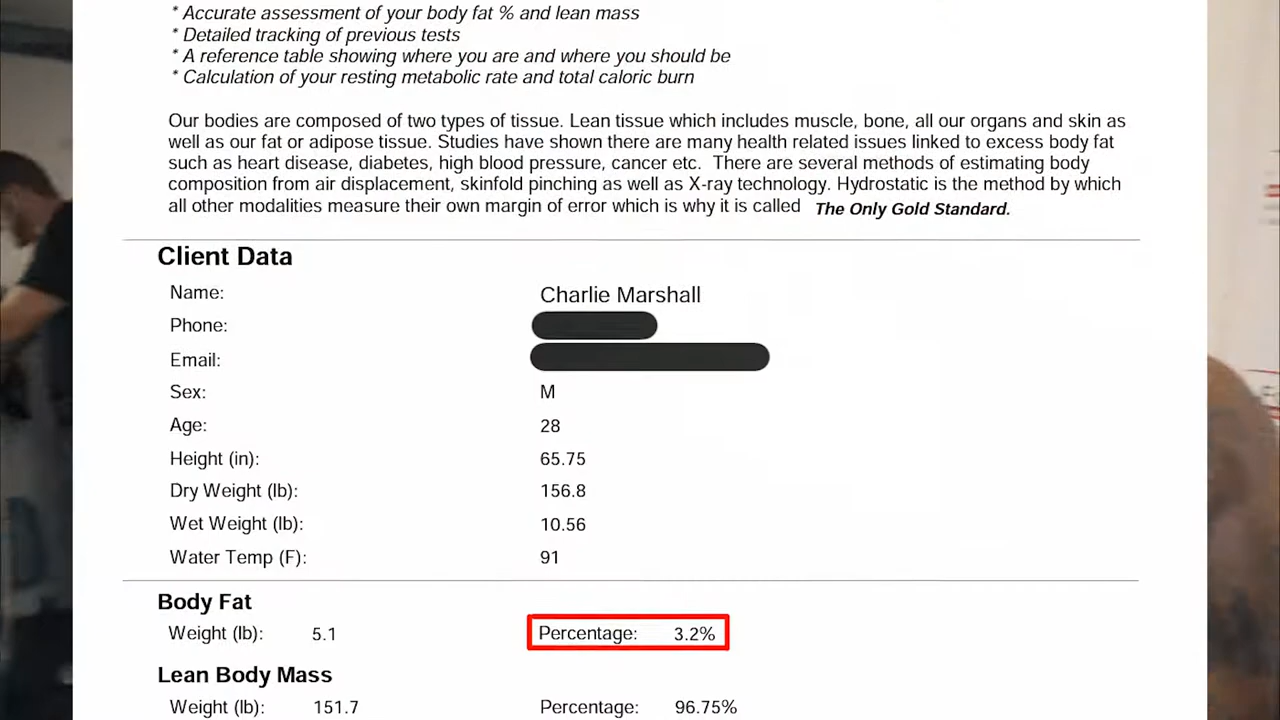 * Accurate assessment of your body fat % and lean mass
* Detailed tracking of previous tests
* A reference table showing where you are and where you should be
* Calculation of your resting metabolic rate and total caloric burn
Our bodies are composed of two types of tissue. Lean tissue which includes muscle, bone, all our organs and skin as
well as our fat or adipose tissue. Studies have shown there are many health related issues linked to excess body fat
such as heart disease, diabetes, high blood pressure, cancer etc. There are several methods of estimating body
composition from air displacement, skinfold pinching as well as X-ray technology. Hydrostatic is the method by which
all other modalities measure their own margin of error which is why it is called The Only Gold Standard.
Client Data
Name: Charlie Marshall
Phone:
Email:
Sex: M
Age: 28
Height (in): 65.75
Dry Weight (lb): 156.8
Wet Weight (lb): 10.56
Water Temp (F): 91
Body Fat
Weight (lb): 5.1 Percentage: 3.2%
Lean Body Mass
Weight (lb): 151.7 Percentage: 96.75%